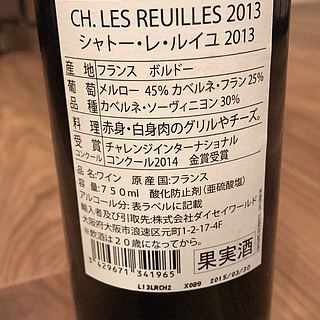 CH. LES REUILLES 2013
シャトー・レ・ルイユ 2013
産 地 フランス ボルドー
葡萄 メルロー 45% カベルネ・フラン 25%
品種 カベルネ・ソーヴィニヨン 30%
料 理 赤身・白身肉のグリルやチーズ。
受賞 チャレンジインターナショナル
コンクール コンクール2014 金賞受賞
品名:ワイン 原産国:フランス
容量:750ml 酸化防止剤(亜硫酸塩)
アルコール分:表ラベルに記載
輸入者及び引取先:株式会社ダイセイワールド
大阪府大阪市浪速区元町1-2-17-4F
※飲酒は20歳になってから。
果実酒
3 429671 341965
L13LRCH2 X089 2015/03/30